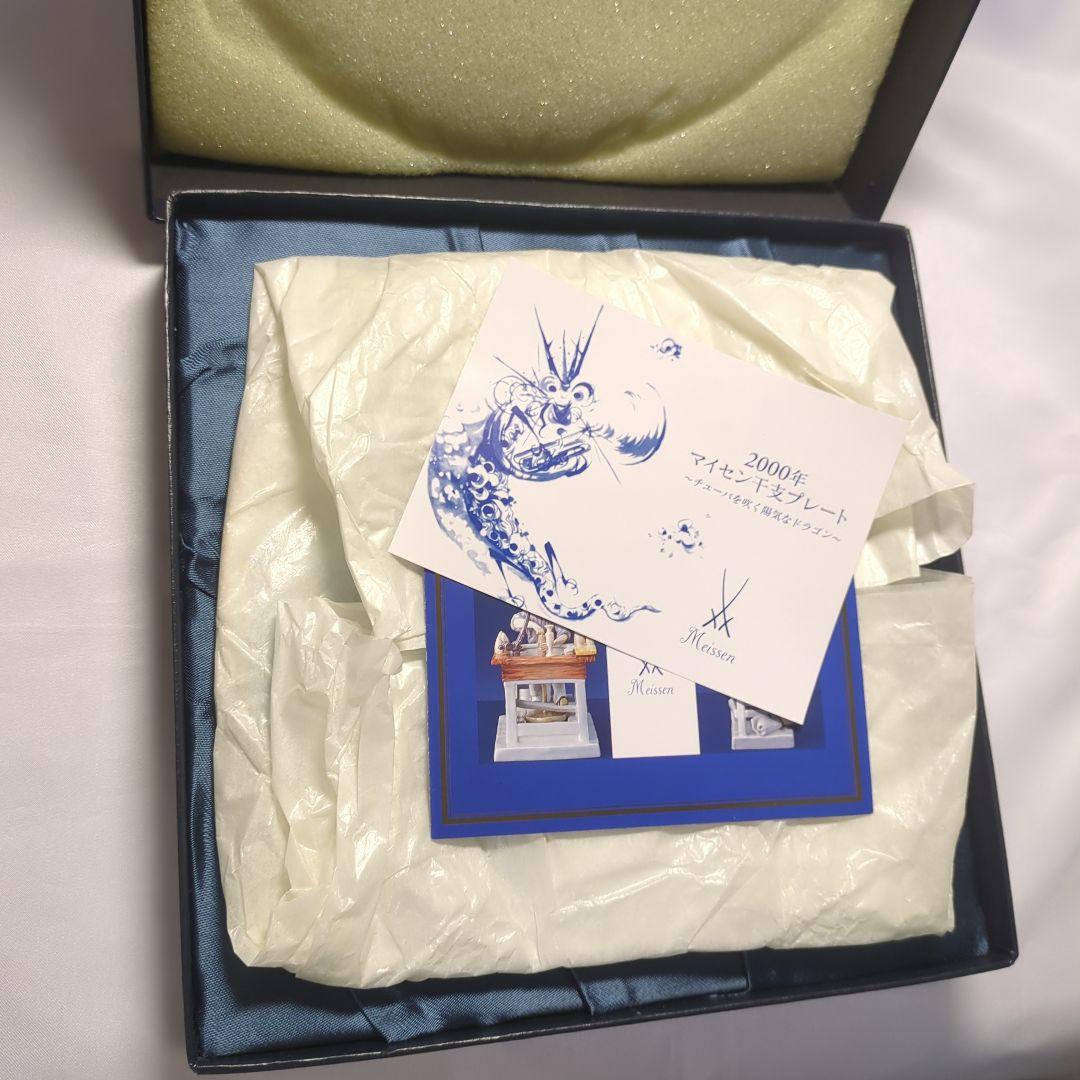 2000年
マイセン干支プレート
~チューバを吹く陽気なドラゴン~
Meissen
Meissen